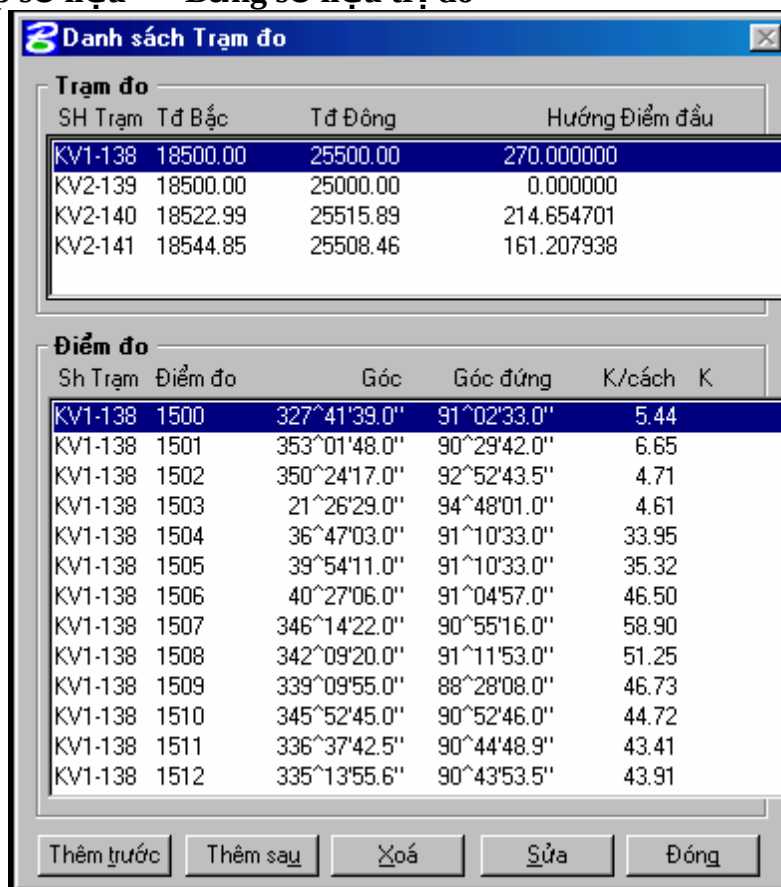 số liệu Bảng số liệu trị đo
Danh sách Trạm đo
Trạm đo
SH Trạm Tđ Bắc Tđ Đông Hướng Điểm đầu
KV1-138 18500.00 25500.00 270.000000
KV2-139 18500.00 25000.00 0.000000
KV2-140 18522.99 25515.89 214.654701
KV2-141 18544.85 25508.46 161.207938
Điểm đo
Sh Trạm Điểm đo Góc Góc đứng K/cách K
KV1-138 1500 327^41'39.0" 91^02'33.0" 5.44
KV1-138 1501 353^01'48.0" 90^29'42.0" 6.65
KV1-138 1502 350^24'17.0" 92^52'43.5" 4.71
KV1-138 1503 21^26'29.0" 94^48'01.0" 4.61
KV1-138 1504 36^47'03.0" 91^10'33.0" 33.95
KV1-138 1505 39^54'11.0" 91^10'33.0" 35.32
KV1-138 1506 40^27'06.0" 91^04'57.0" 46.50
KV1-138 1507 346^14'22.0" 90^55'16.0" 58.90
KV1-138 1508 342^09'20.0" 91^11'53.0" 51.25
KV1-138 1509 339^09'55.0" 88^28'08.0" 46.73
KV1-138 1510 345^52'45.0" 90^52'46.0" 44.72
KV1-138 1511 336^37'42.5" 90^44'48.9" 43.41
KV1-138 1512 335^13'55.6" 90^43'53.5" 43.91
Thêm trước Thêm sau Xoá Sửa Đóng